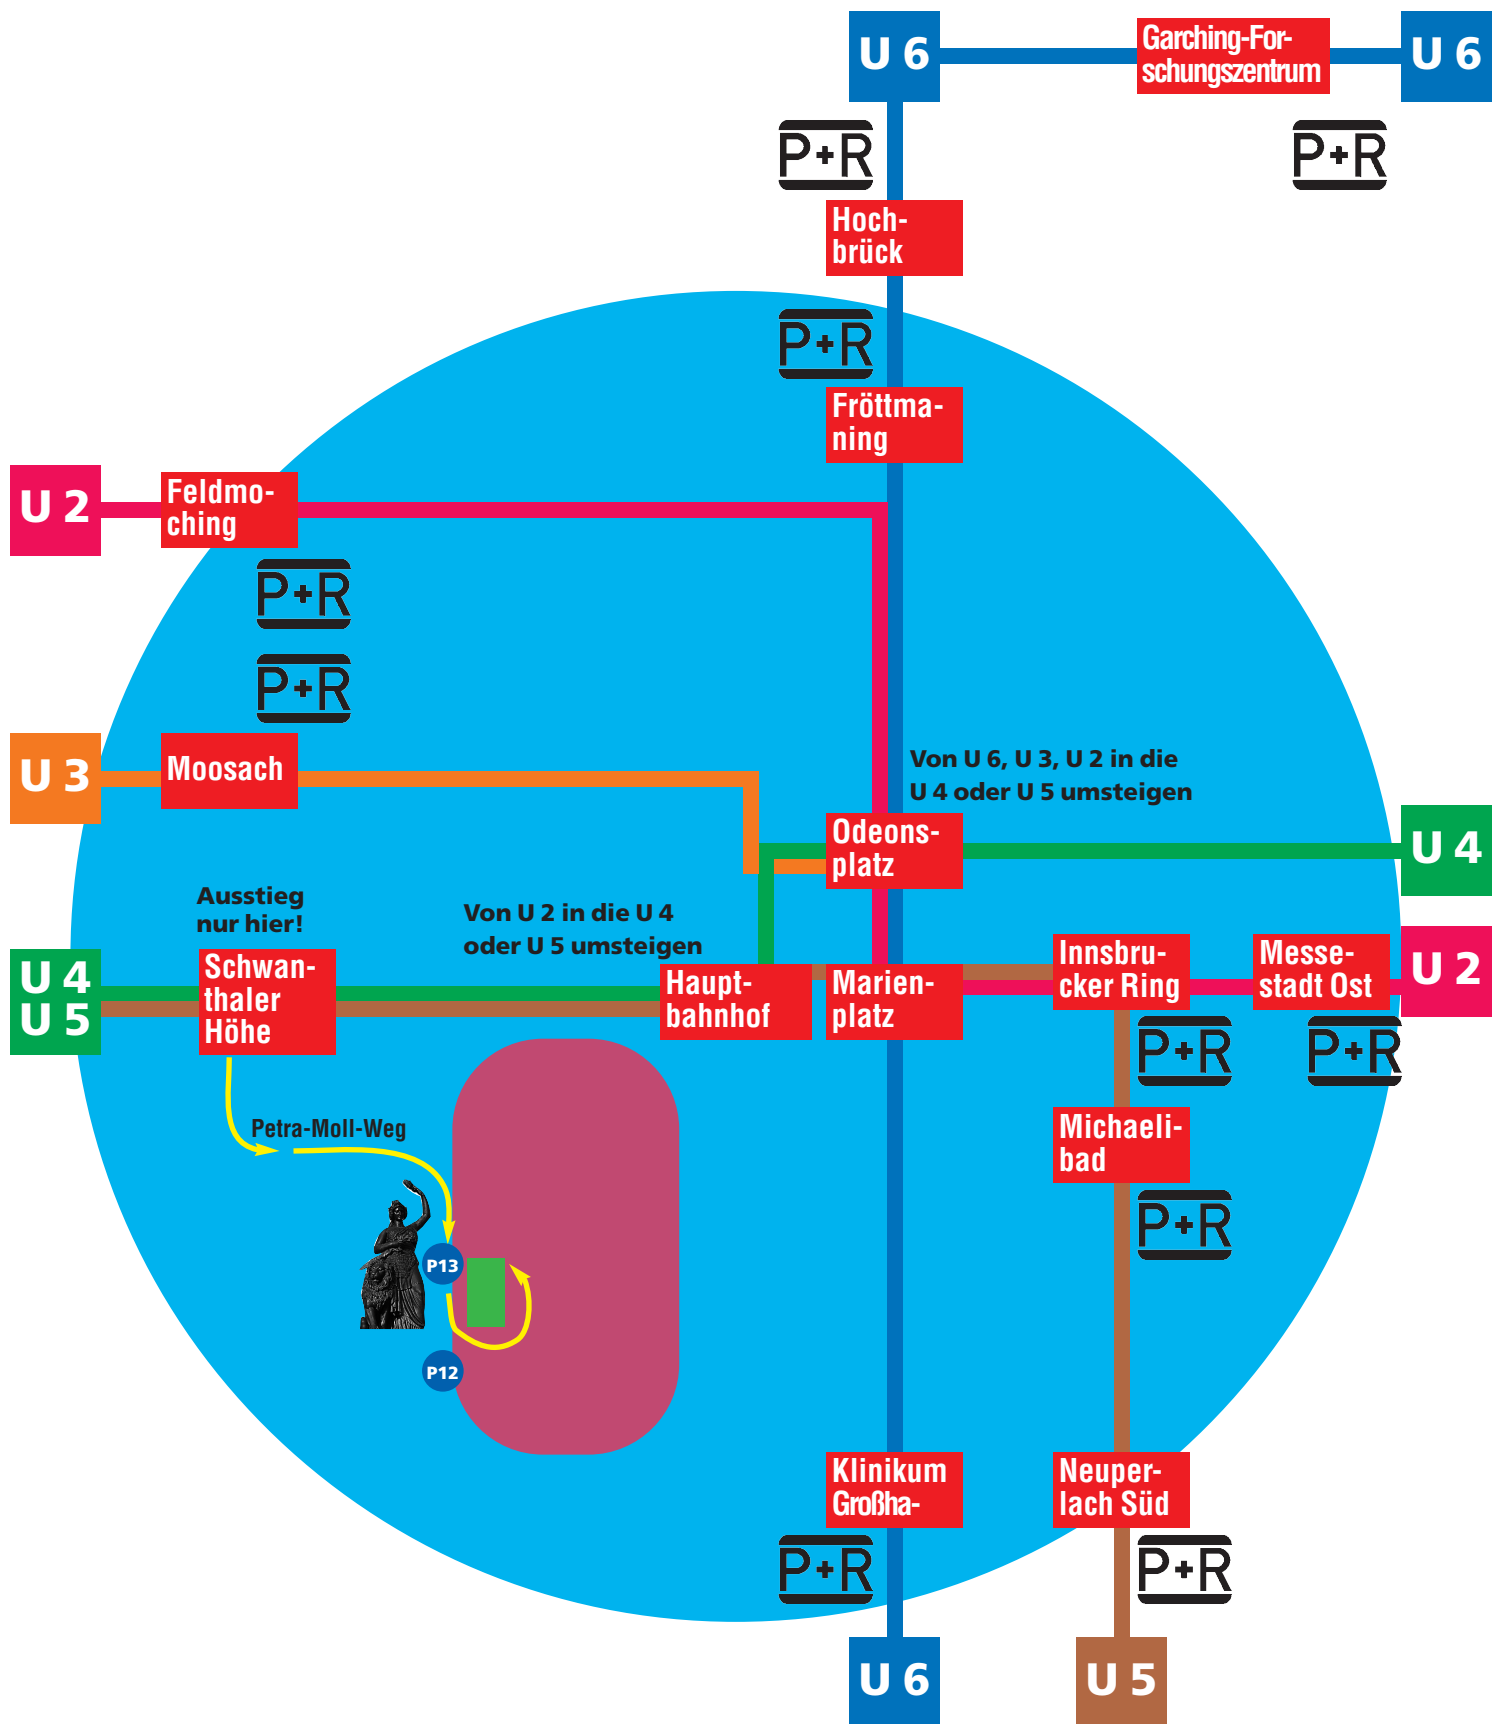 U 6
Garching-For-
schungszentrum
U 6
P+R
P+R
Hoch-
brück
P+R
Fröttma-
ning
U 2
Feldmo-
ching
P+R
P+R
U 3
Moosach
Von U 6, U 3, U 2 in die
U 4 oder U 5 umsteigen
Odeons-
platz
U 4
Ausstieg
nur hier!
Von U 2 in die U 4
oder U 5 umsteigen
U 4
U 5
Schwan-
thaler
Höhe
Haupt-
bahnhof
Marien-
platz
Innsbru-
cker Ring
Messe-
stadt Ost
U 2
P+R
P+R
Petra-Moll-Weg
Michaeli-
bad
P+R
P13
P12
Klinikum
Großha-
Neuper-
lach Süd
P+R
P+R
U 6
U 5